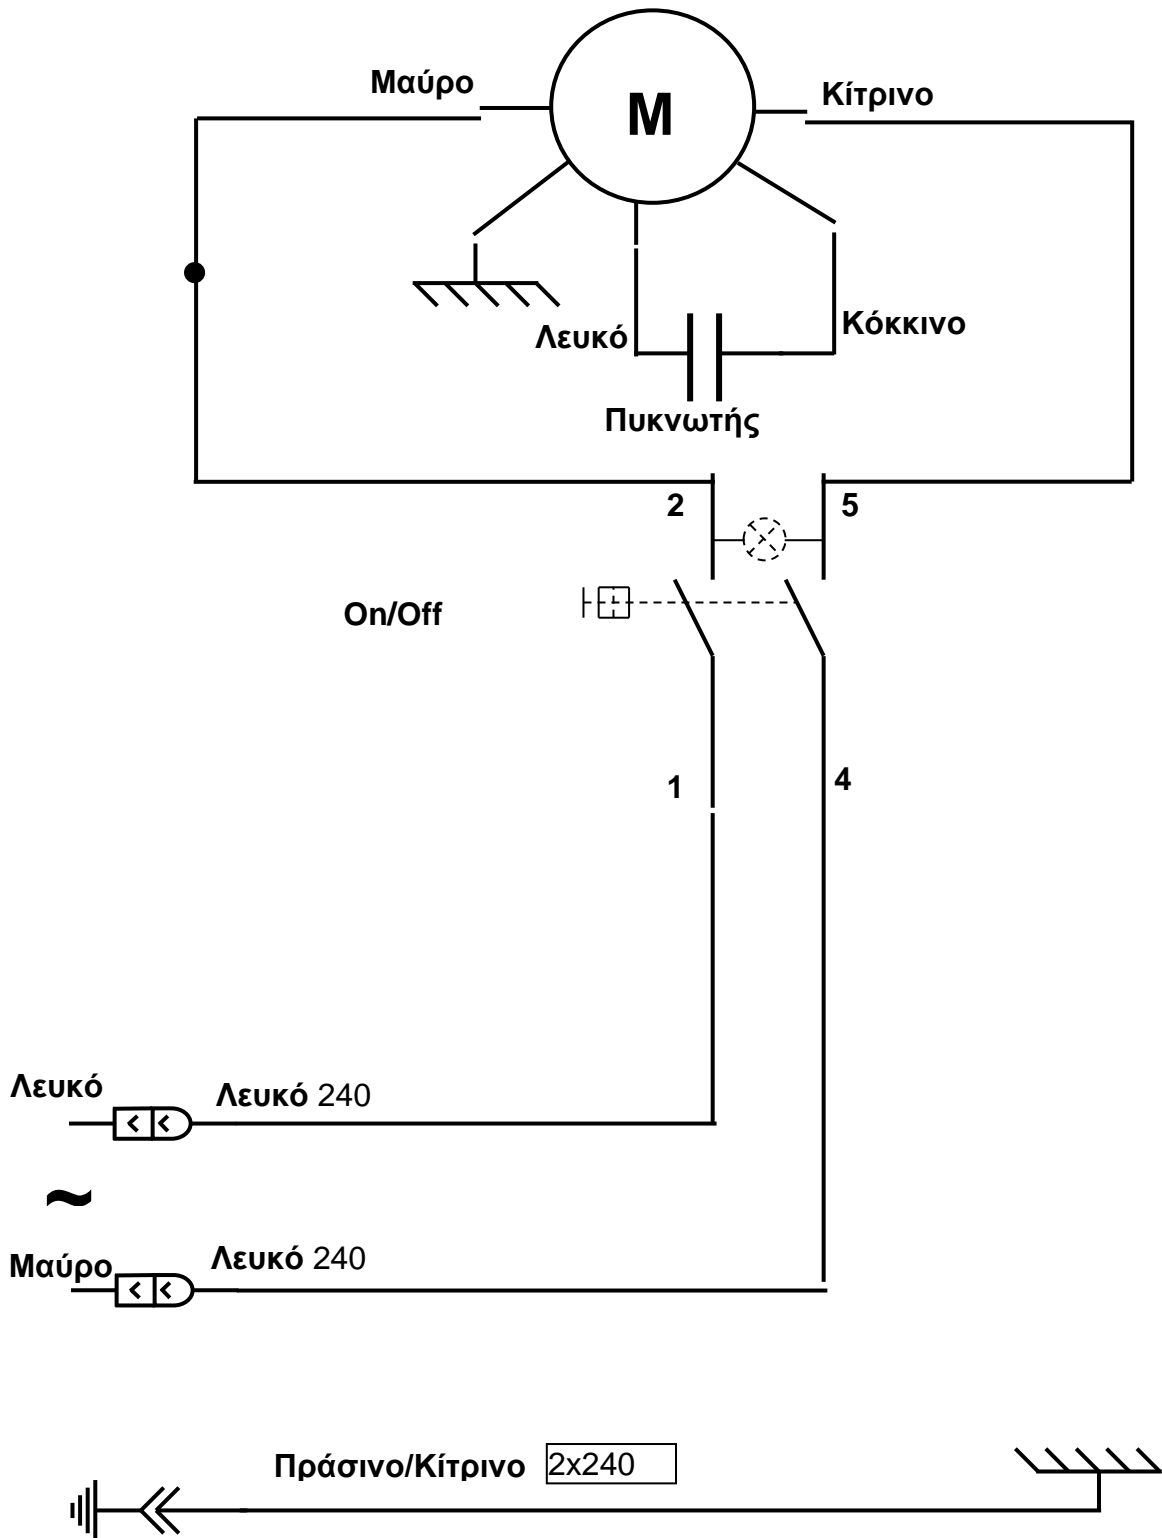 Μαύρο
Κίτρινο
M
Λευκό
Κόκκινο
Πυκνωτής
2
5
On/Off
1
4
Λευκό
Λευκό 240
~
Μαύρο
Λευκό 240
Πράσινο/Κίτρινο 2x240